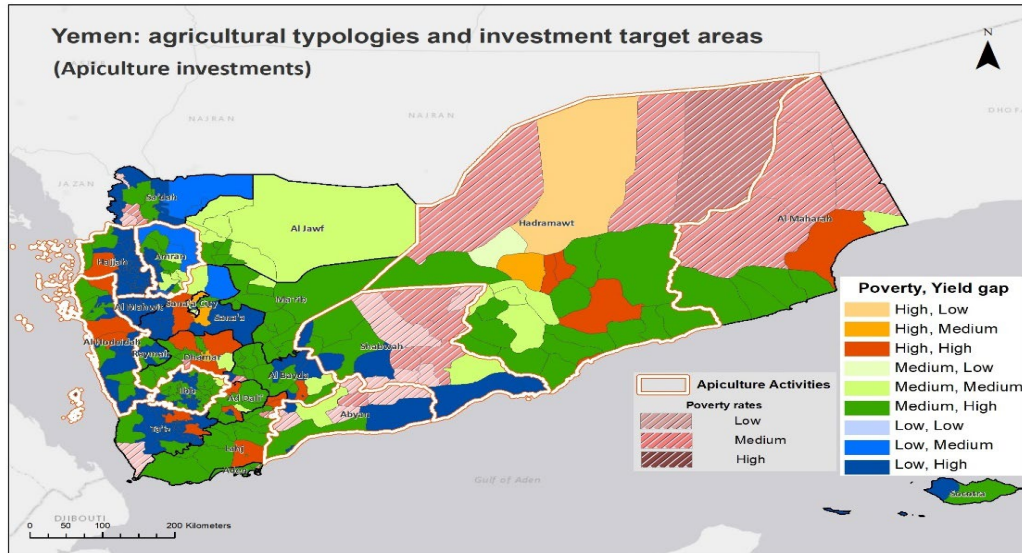 Yemen: agricultural typologies and investment target areas
(Apiculture investments)
N
NAJRAN
NAJRAN
DHOFA
JAZAN
Sa'dah
Al Jawf
Hadramawt
Al Maharah
Hajjah
Amran
Al Mahwit
Sana'a City
Marib
Sana'a
Al Hodeidah
Raymah
Dhamar
Shabwah
Al Bayda
Ibb
Ad Dali'
Abyan
Ta'iz
Lahj
Aden
Gulf of Aden
Socotra
DJIBOUTI
0 50 100 200 Kilometers
Poverty, Yield gap
High, Low
High, Medium
High, High
Medium, Low
Medium, Medium
Medium, High
Low, Low
Low, Medium
Low, High
Apiculture Activities
Poverty rates
Low
Medium
High